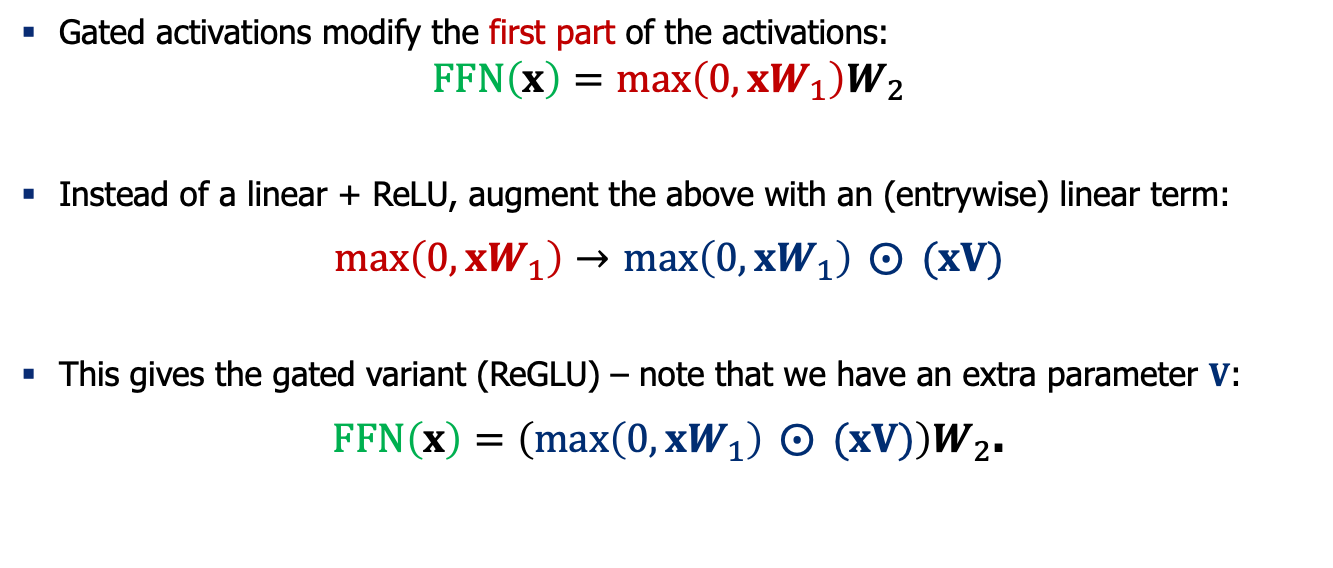 ▪ Gated activations modify the first part of the activations:
FFN(x) = max(0, xW₁)W₂
▪ Instead of a linear + ReLU, augment the above with an (entrywise) linear term:
max(0, xW₁) → max(0, xW₁) ⊙ (xV)
▪ This gives the gated variant (ReGLU) – note that we have an extra parameter V:
FFN(x) = (max(0, xW₁) ⊙ (xV))W₂.